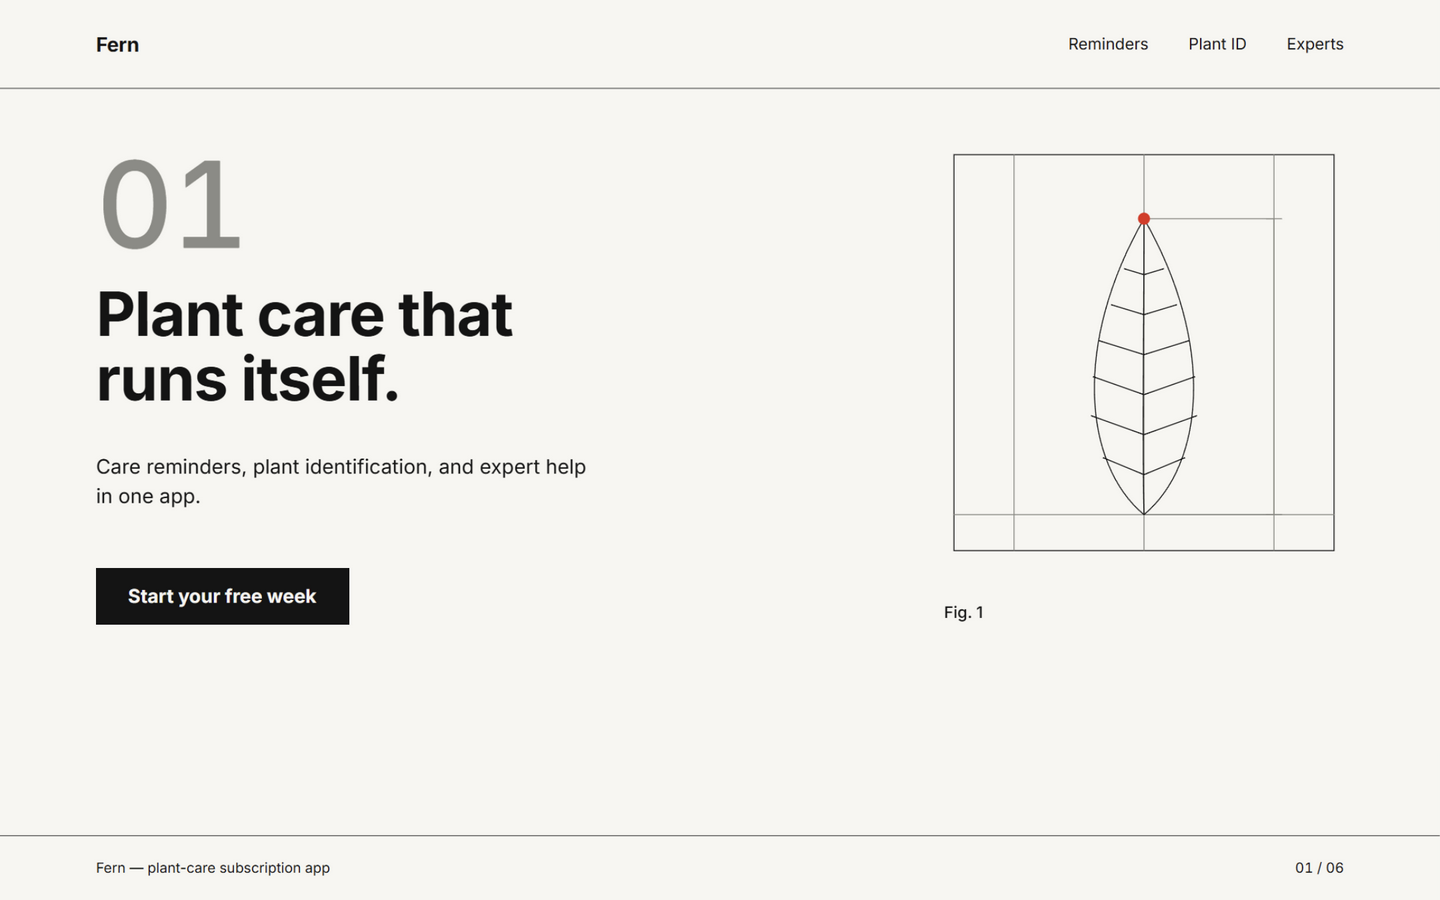 Fern
Reminders
Plant ID
Experts
01
Plant care that
runs itself.
Care reminders, plant identification, and expert help
in one app.
Start your free week
Fig. 1
Fern — plant-care subscription app
01 / 06